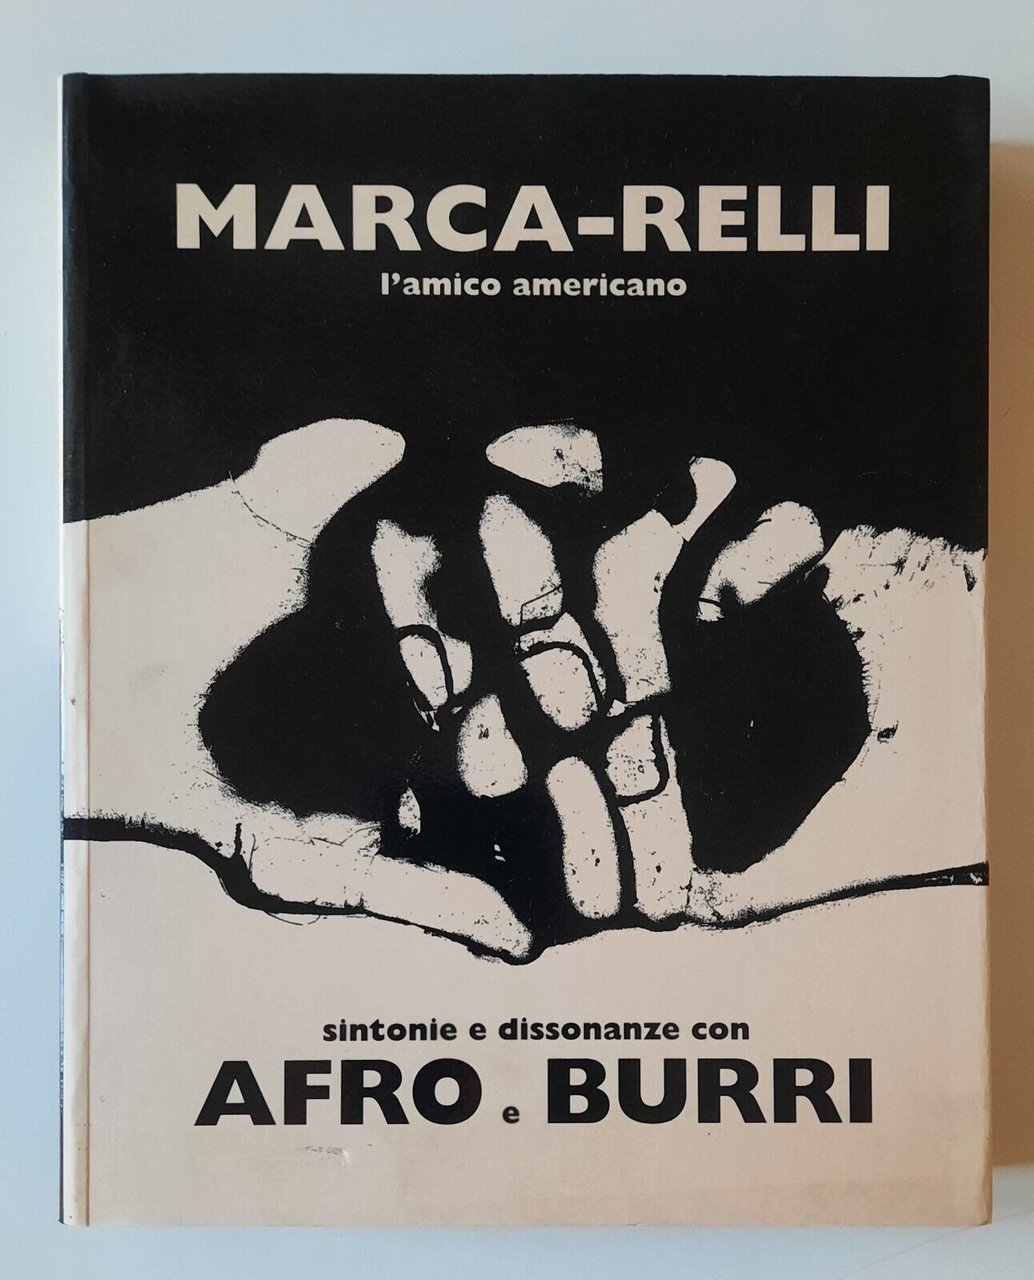 MARCA-RELLI
l'amico americano
sintonie e dissonanze con
AFRO e BURRI